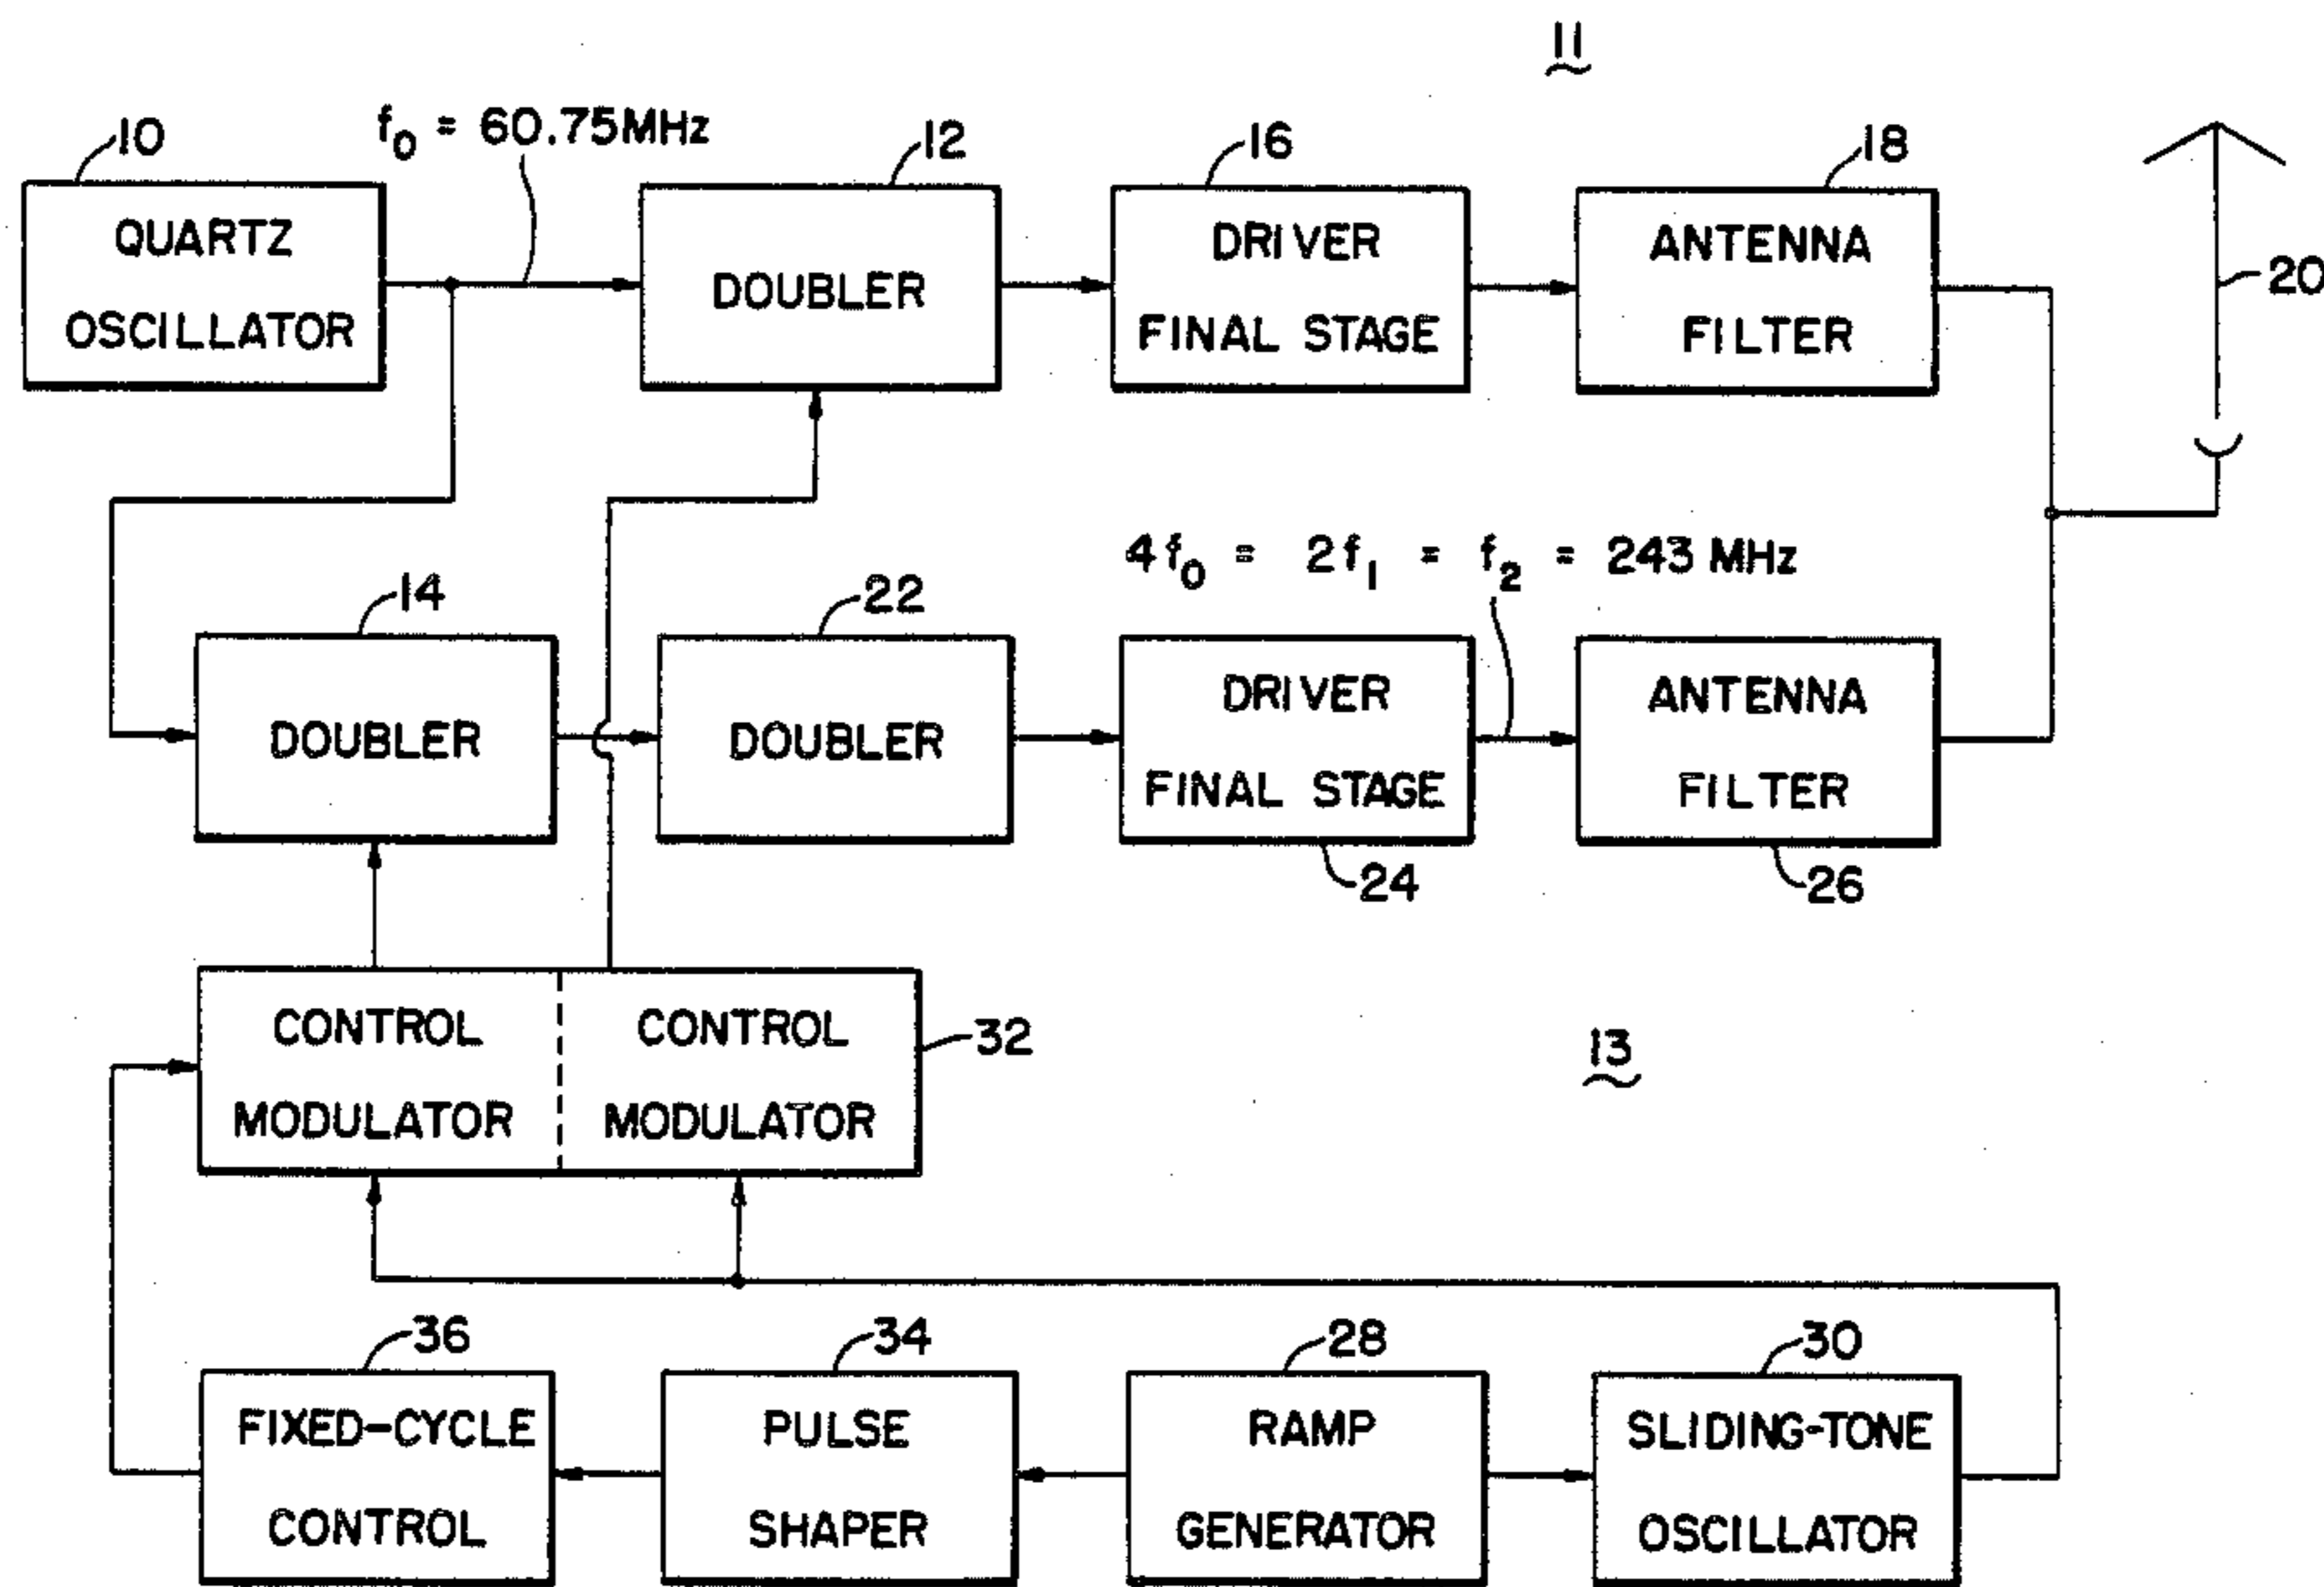 11
10
f0 = 60.75MHz
12
16
18
QUARTZ
OSCILLATOR
DOUBLER
DRIVER
FINAL STAGE
ANTENNA
FILTER
20
4f0 = 2f1 = f2 = 243 MHz
14
22
DOUBLER
DOUBLER
DRIVER
FINAL STAGE
ANTENNA
FILTER
24
26
CONTROL
MODULATOR
CONTROL
MODULATOR
32
13
36
34
28
30
FIXED-CYCLE
CONTROL
PULSE
SHAPER
RAMP
GENERATOR
SLIDING-TONE
OSCILLATOR